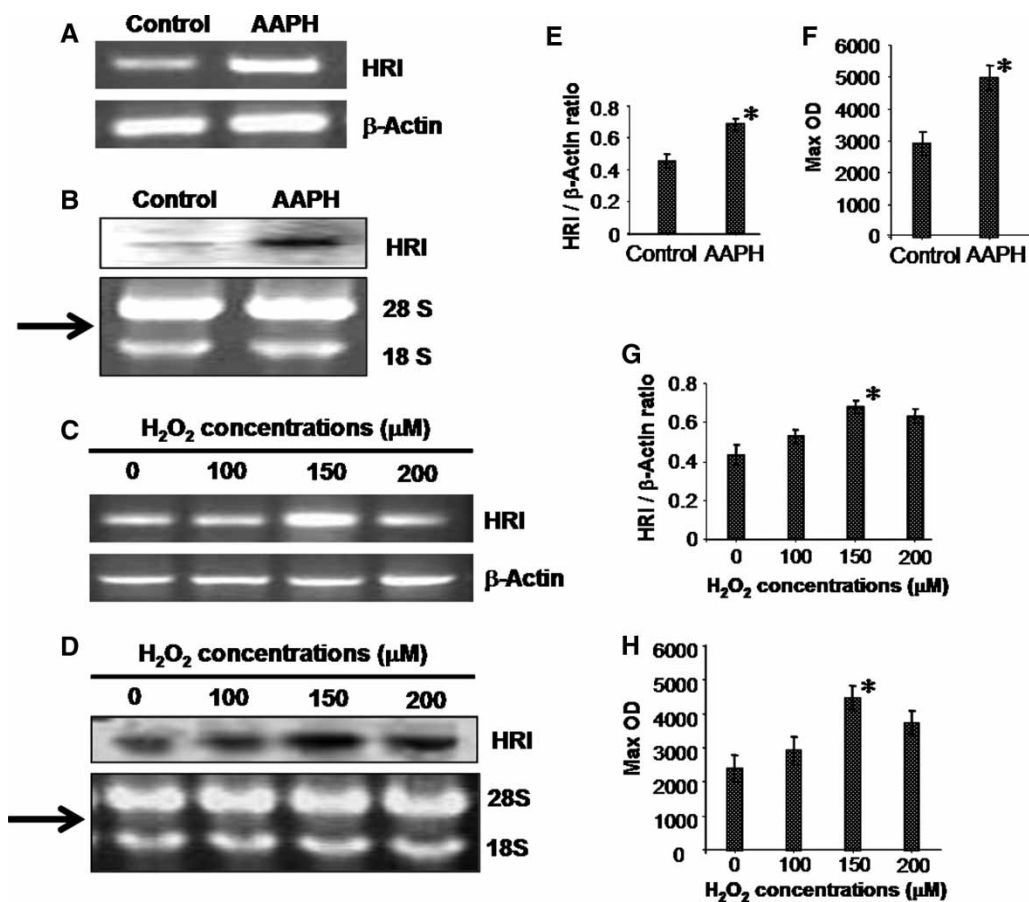 A
Control AAPH
HRI
β-Actin
B
Control AAPH
HRI
28 S
18 S
C
H₂O₂ concentrations (μM)
0 100 150 200
HRI
β-Actin
D
H₂O₂ concentrations (μM)
0 100 150 200
HRI
28S
18S
E
HRI / β-Actin ratio
0.8
0.6
0.4
0.2
0
*
Control AAPH
F
Max OD
6000
5000
4000
3000
2000
1000
0
*
Control AAPH
G
HRI / β-Actin ratio
0.8
0.6
0.4
0.2
0
*
0 100 150 200
H₂O₂ concentrations (μM)
H
Max OD
6000
5000
4000
3000
2000
1000
0
*
0 100 150 200
H₂O₂ concentrations (μM)